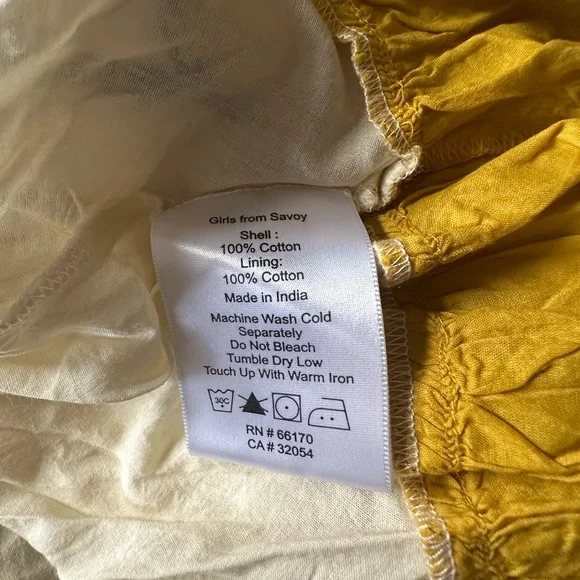 Girls from Savoy
Shell :
100% Cotton
Lining:
100% Cotton
Made in India
Machine Wash Cold
Separately
Do Not Bleach
Tumble Dry Low
Touch Up With Warm Iron
30C
RN # 66170
CA # 32054